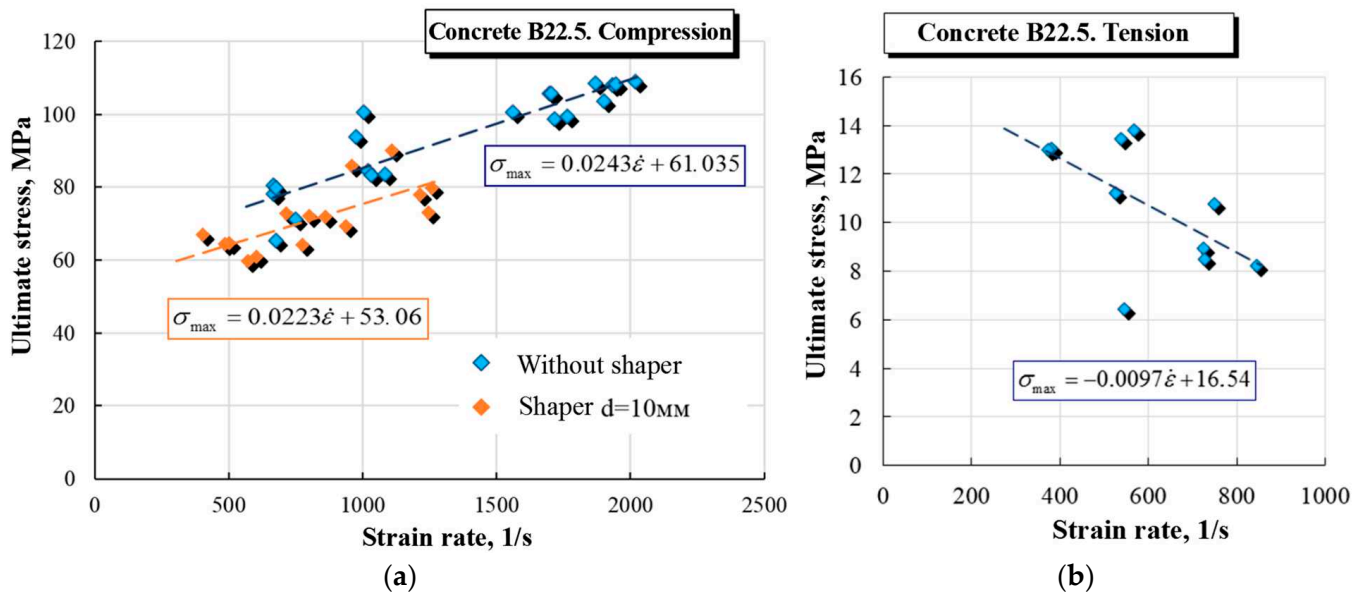 Concrete B22.5. Compression
Ultimate stress, MPa
120
100
80
60
40
20
0
σmax = 0.0243ε̇ + 61.035
σmax = 0.0223ε̇ + 53.06
Without shaper
Shaper d=10мм
0 500 1000 1500 2000 2500
Strain rate, 1/s
(a)
Concrete B22.5. Tension
Ultimate stress, MPa
16
14
12
10
8
6
4
2
0
σmax = −0.0097ε̇ + 16.54
0 200 400 600 800 1000
Strain rate, 1/s
(b)